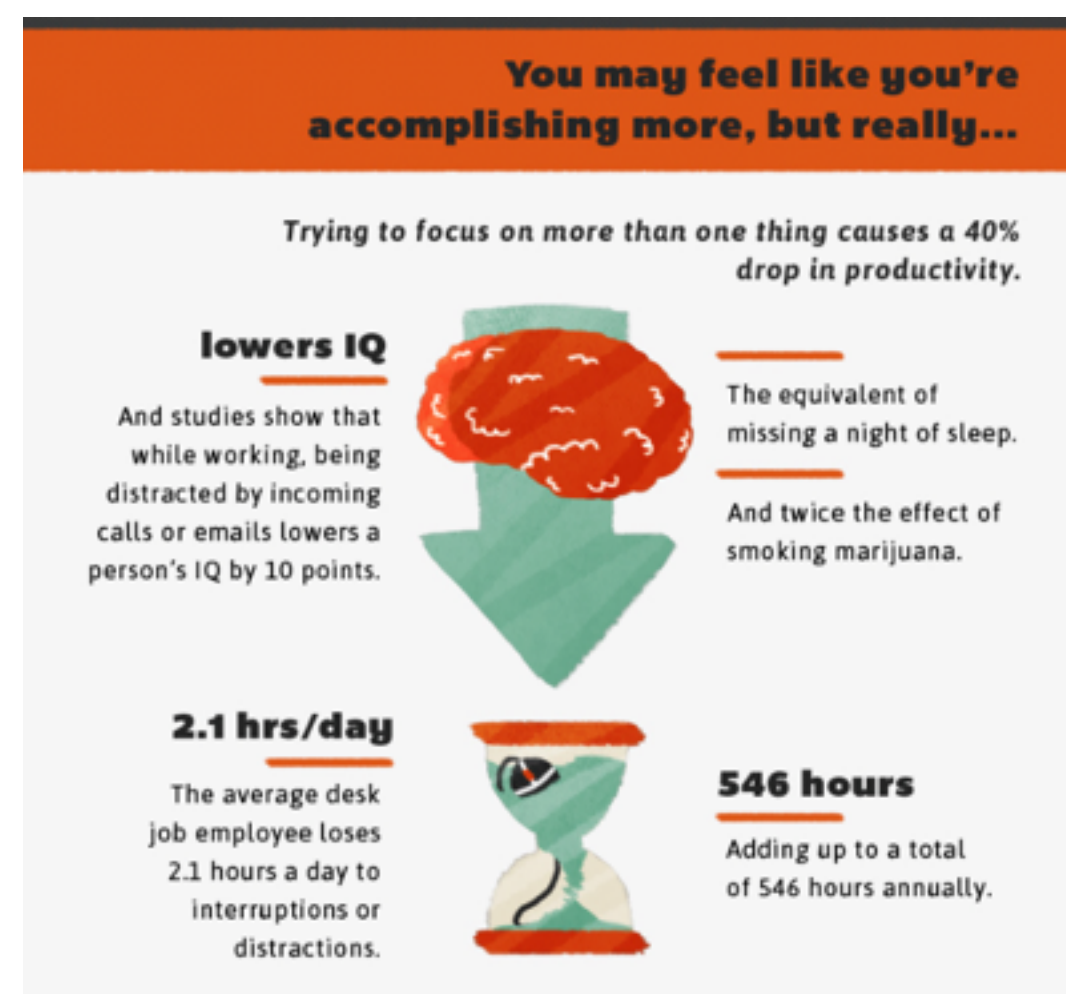 You may feel like you're
accomplishing more, but really...
Trying to focus on more than one thing causes a 40%
drop in productivity.
lowers IQ
And studies show that
while working, being
distracted by incoming
calls or emails lowers a
person's IQ by 10 points.
The equivalent of
missing a night of sleep.
And twice the effect of
smoking marijuana.
2.1 hrs/day
The average desk
job employee loses
2.1 hours a day to
interruptions or
distractions.
546 hours
Adding up to a total
of 546 hours annually.